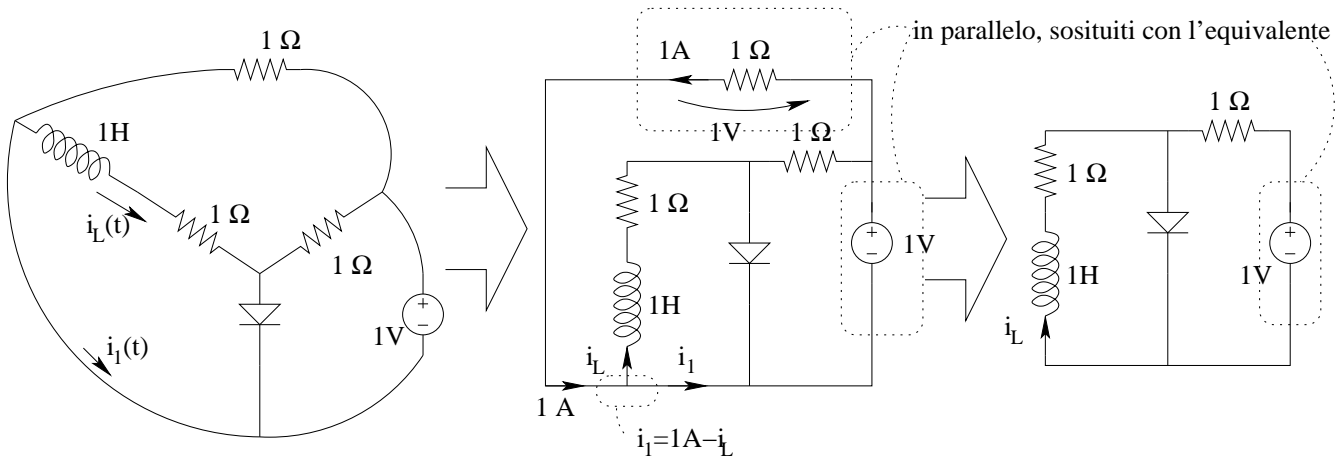 1 Ω
1H
i_L(t)
1 Ω
1 Ω
1V
i_1(t)
in parallelo, sosituiti con l'equivalente
1A
1 Ω
1V
1 Ω
1 Ω
1V
1H
i_L
i_1
1 A
i_1=1A−i_L
1 Ω
1 Ω
1H
1V
i_L